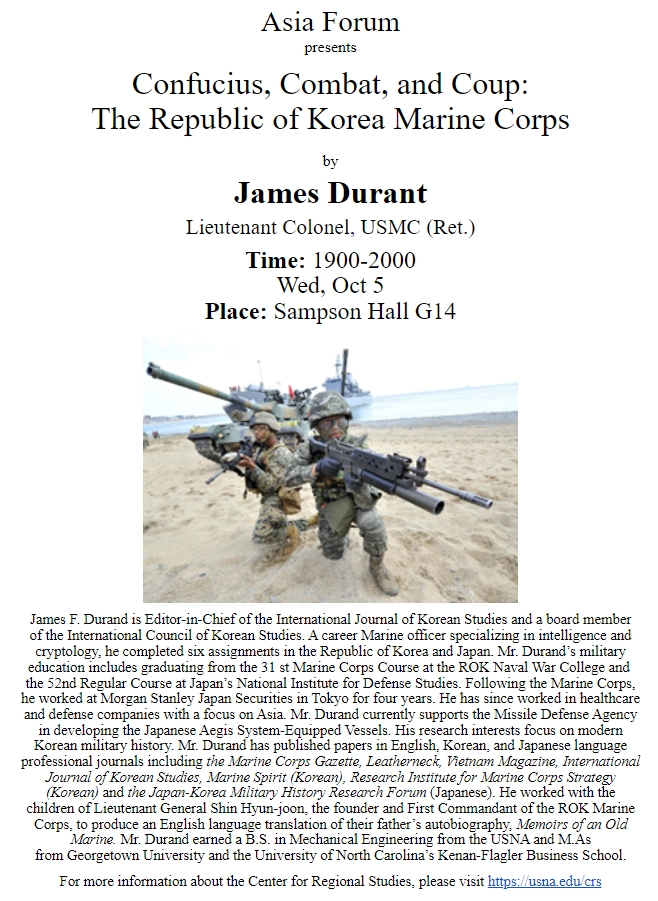 Asia Forum
presents
Confucius, Combat, and Coup:
The Republic of Korea Marine Corps
by
James Durant
Lieutenant Colonel, USMC (Ret.)
Time: 1900-2000
Wed, Oct 5
Place: Sampson Hall G14
James F. Durand is Editor-in-Chief of the International Journal of Korean Studies and a board member
of the International Council of Korean Studies. A career Marine officer specializing in intelligence and
cryptology, he completed six assignments in the Republic of Korea and Japan. Mr. Durand’s military
education includes graduating from the 31 st Marine Corps Course at the ROK Naval War College and
the 52nd Regular Course at Japan’s National Institute for Defense Studies. Following the Marine Corps,
he worked at Morgan Stanley Japan Securities in Tokyo for four years. He has since worked in healthcare
and defense companies with a focus on Asia. Mr. Durand currently supports the Missile Defense Agency
in developing the Japanese Aegis System-Equipped Vessels. His research interests focus on modern
Korean military history. Mr. Durand has published papers in English, Korean, and Japanese language
professional journals including the Marine Corps Gazette, Leatherneck, Vietnam Magazine, International
Journal of Korean Studies, Marine Spirit (Korean), Research Institute for Marine Corps Strategy
(Korean) and the Japan-Korea Military History Research Forum (Japanese). He worked with the
children of Lieutenant General Shin Hyun-joon, the founder and First Commandant of the ROK Marine
Corps, to produce an English language translation of their father’s autobiography, Memoirs of an Old
Marine. Mr. Durand earned a B.S. in Mechanical Engineering from the USNA and M.As
from Georgetown University and the University of North Carolina’s Kenan-Flagler Business School.
For more information about the Center for Regional Studies, please visit https://usna.edu/crs